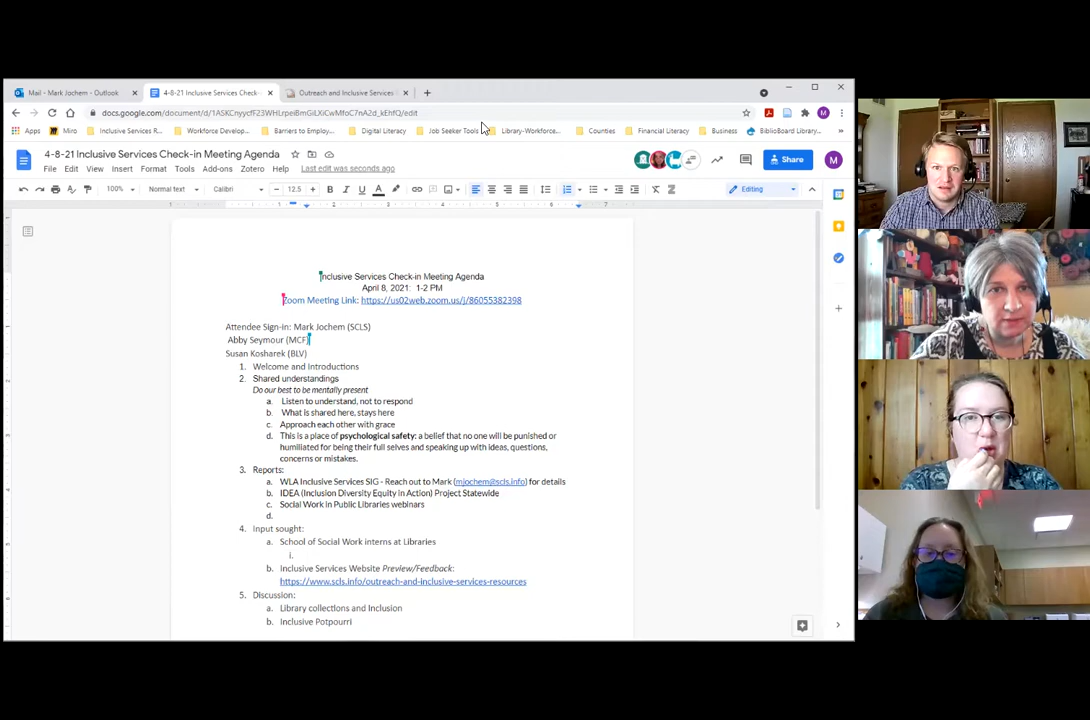 Mail - Mark Jochem - Outlook
4-8-21 Inclusive Services Check-
Outreach and Inclusive Services
Apps Miro Inclusive Services R... Workforce Develop... Barriers to Employ... Digital Literacy Job Seeker Tools Library-Workforce... Counties Financial Literacy Business BiblioBoard Library...
4-8-21 Inclusive Services Check-in Meeting Agenda
File Edit View Insert Format Tools Add-ons Zotero Help Last edit was seconds ago
Share
M
100% Normal text Calibri 12.5 Editing
Inclusive Services Check-in Meeting Agenda
April 8, 2021: 1-2 PM
Zoom Meeting Link: https://us02web.zoom.us/j/86055382398
Attendee Sign-in: Mark Jochem (SCLS)
Abby Seymour (MCF)
Susan Kosharek (BLV)
1. Welcome and Introductions
2. Shared understandings
Do our best to be mentally present
a. Listen to understand, not to respond
b. What is shared here, stays here
c. Approach each other with grace
d. This is a place of psychological safety: a belief that no one will be punished or
humiliated for being their full selves and speaking up with ideas, questions,
concerns or mistakes.
3. Reports:
a. WLA Inclusive Services SIG - Reach out to Mark (mjochem@scls.info) for details
b. IDEA (Inclusion Diversity Equity in Action) Project Statewide
c. Social Work in Public Libraries webinars
d.
4. Input sought:
a. School of Social Work interns at Libraries
i.
b. Inclusive Services Website Preview/Feedback:
https://www.scls.info/outreach-and-inclusive-services-resources
5. Discussion:
a. Library collections and Inclusion
b. Inclusive Potpourri